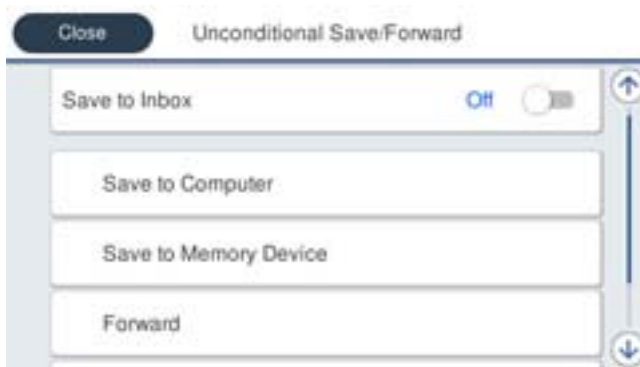 Close
Unconditional Save/Forward
Save to Inbox
Off
Save to Computer
Save to Memory Device
Forward